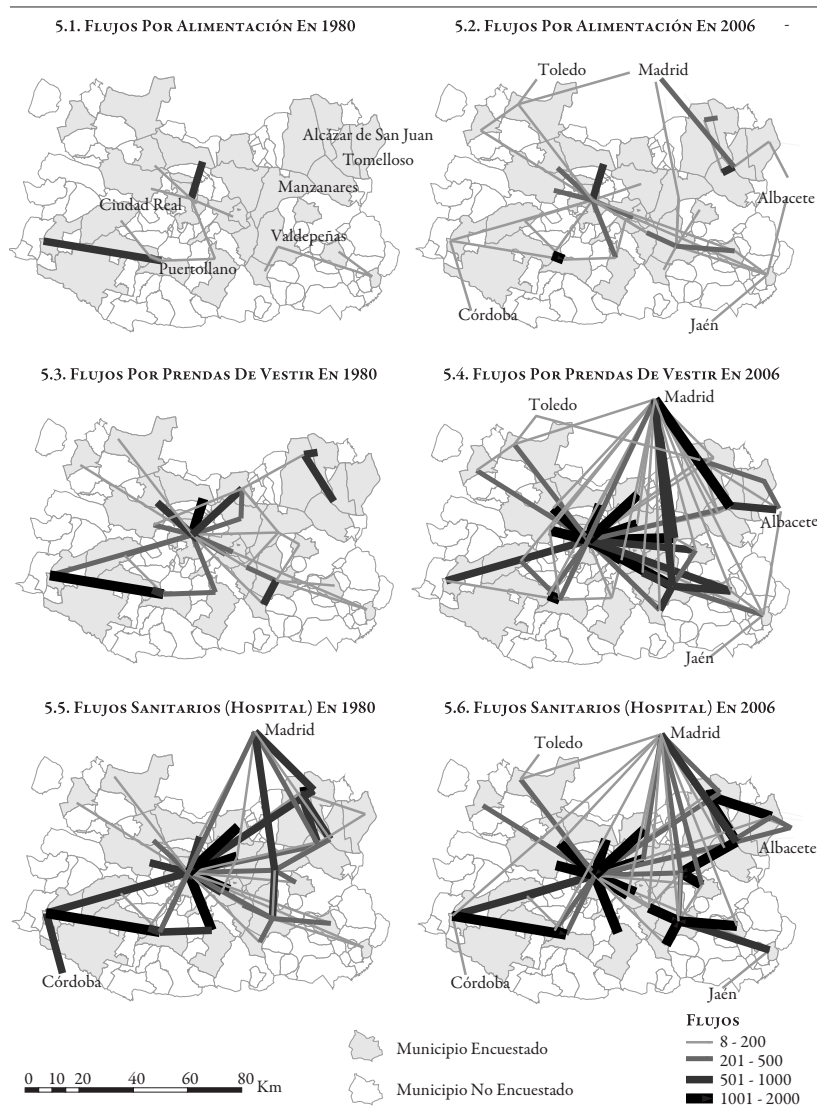 5.1. Flujos Por Alimentación En 1980
5.2. Flujos Por Alimentación En 2006 -
Alcázar de San Juan
Tomelloso
Manzanares
Ciudad Real
Valdepeñas
Puertollano
Toledo
Madrid
Albacete
Córdoba
Jaén
5.3. Flujos Por Prendas De Vestir En 1980
5.4. Flujos Por Prendas De Vestir En 2006
Madrid
Toledo
Albacete
Jaén
5.5. Flujos Sanitarios (Hospital) En 1980
5.6. Flujos Sanitarios (Hospital) En 2006
Madrid
Córdoba
Madrid
Toledo
Albacete
Córdoba
Jaén
0 10 20 40 60 80 Km
Municipio Encuestado
Municipio No Encuestado
Flujos
8 - 200
201 - 500
501 - 1000
1001 - 2000